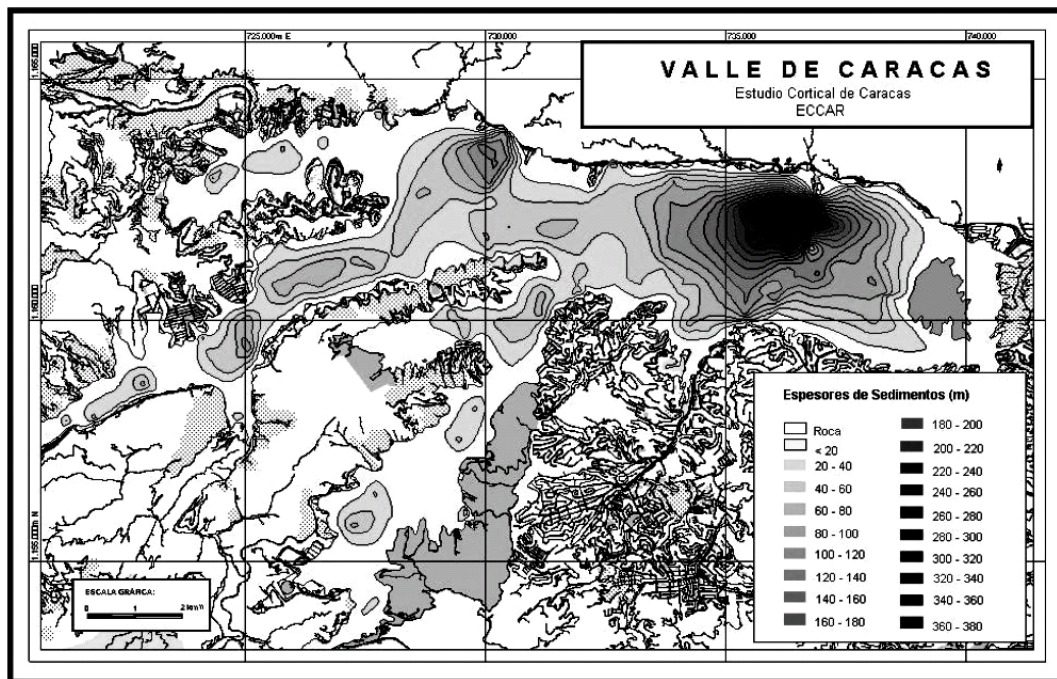 725.000m E
730.000
735.000
740.000
1.165.000
1.165.000
1.160.000
1.155.000m N
VALLE DE CARACAS
Estudio Cortical de Caracas
ECCAR
Espesores de Sedimentos (m)
Roca
< 20
20 - 40
40 - 60
60 - 80
80 - 100
100 - 120
120 - 140
140 - 160
160 - 180
180 - 200
200 - 220
220 - 240
240 - 260
260 - 280
280 - 300
300 - 320
320 - 340
340 - 360
360 - 380
ESCALA GRÁFICA:
0 1 2 km